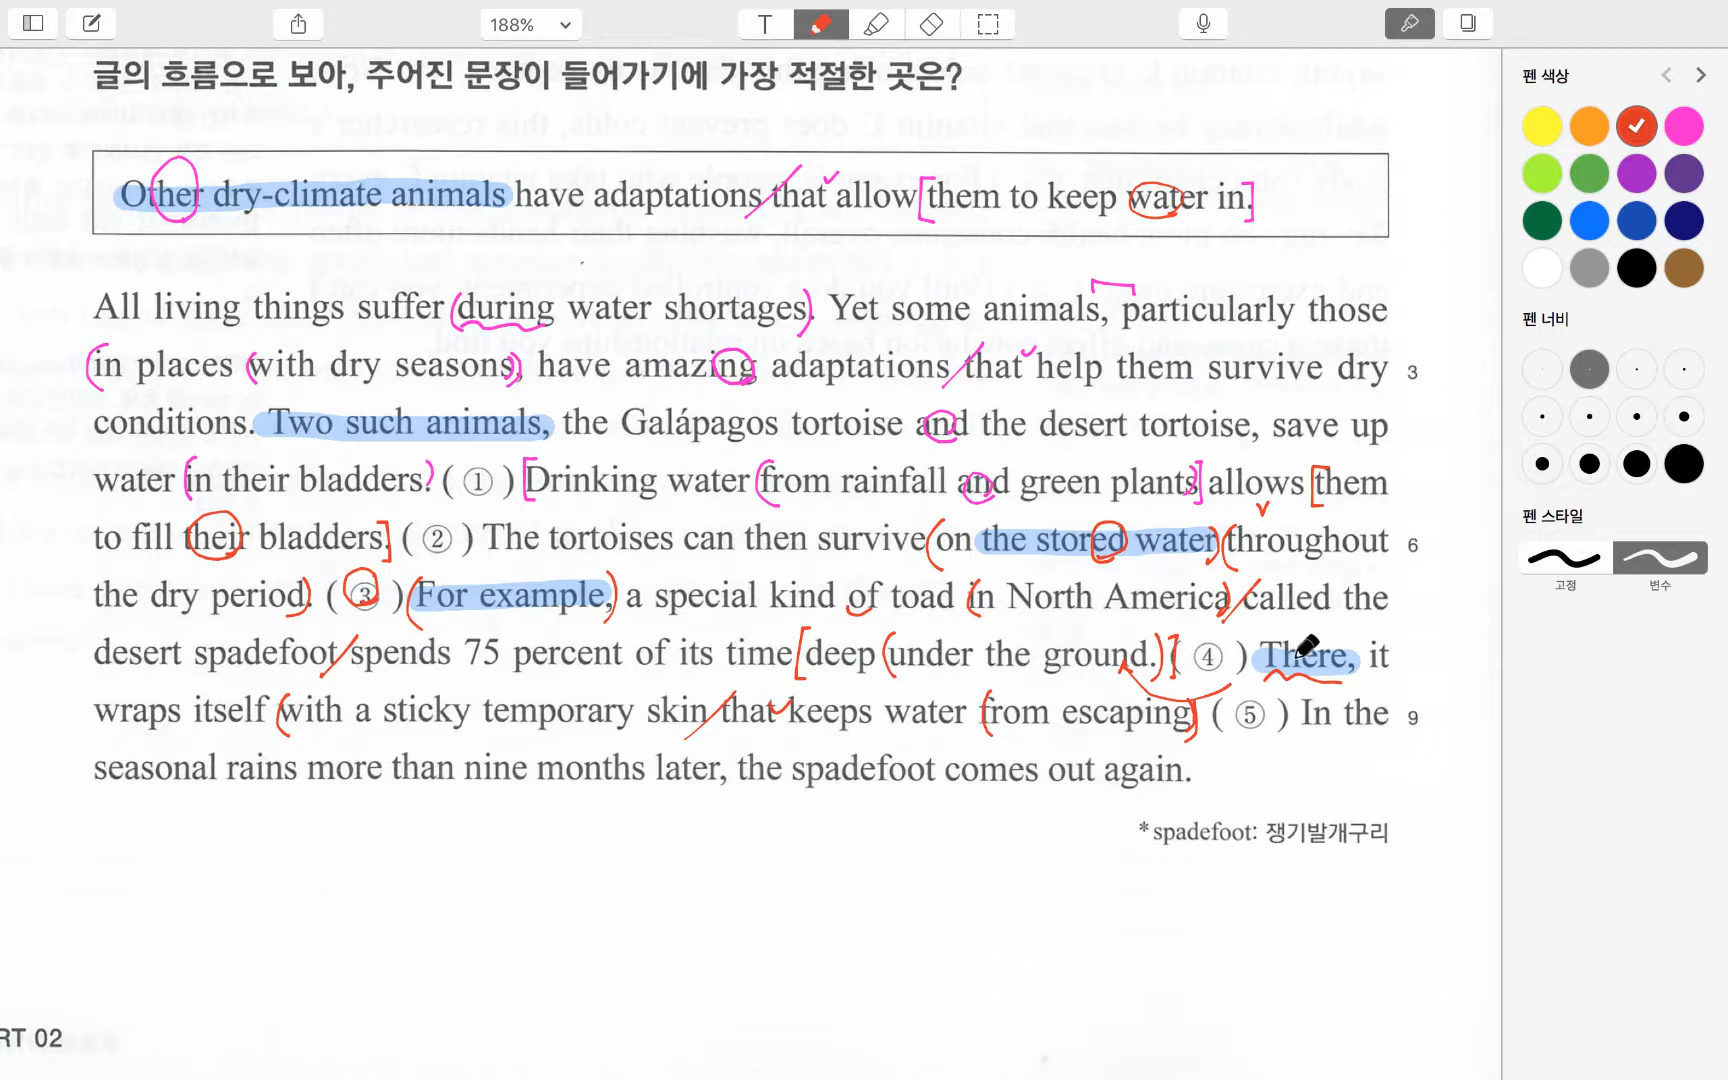 188%
T
펜 색상
글의 흐름으로 보아, 주어진 문장이 들어가기에 가장 적절한 곳은?
Other dry-climate animals have adaptations that allow them to keep water in.
All living things suffer during water shortages. Yet some animals, particularly those
in places with dry seasons, have amazing adaptations that help them survive dry 3
conditions. Two such animals, the Galápagos tortoise and the desert tortoise, save up
water in their bladders. ( ① ) Drinking water from rainfall and green plants allows them
to fill their bladders. ( ② ) The tortoises can then survive on the stored water throughout 6
the dry period. ( ③ ) For example, a special kind of toad in North America called the
desert spadefoot spends 75 percent of its time deep under the ground. ( ④ ) There, it
wraps itself with a sticky temporary skin that keeps water from escaping. ( ⑤ ) In the 9
seasonal rains more than nine months later, the spadefoot comes out again.
*spadefoot: 쟁기발개구리
RT 02
펜 너비
펜 스타일
고정
변수